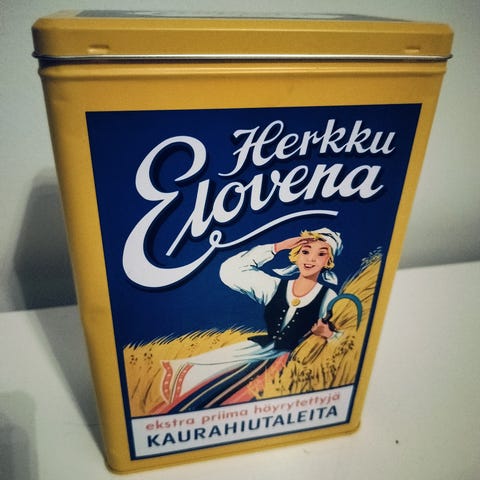 Herkku
Elovena
ekstra priima höyrytettyjä
KAURAHIUTALEITA